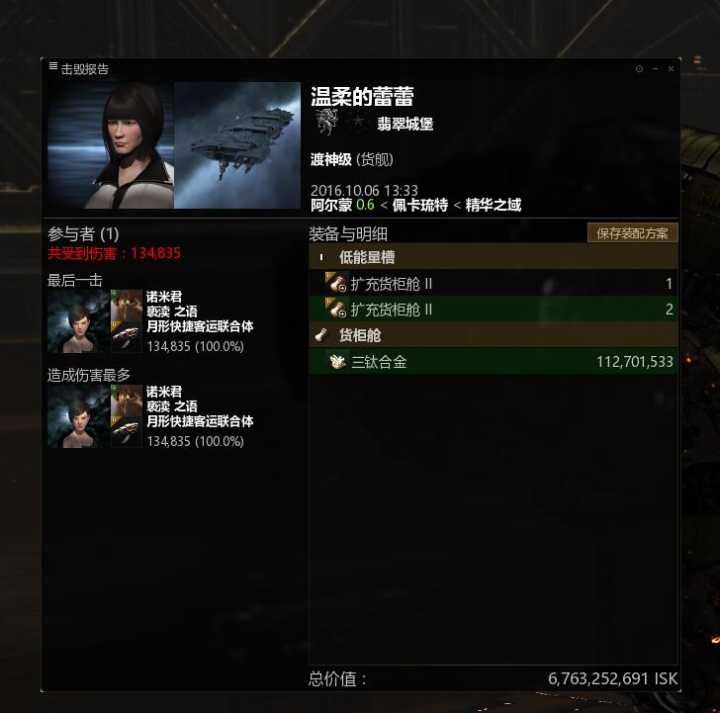 击毁报告
温柔的蕾蕾
翡翠城堡
渡神级 (货舰)
2016.10.06 13:33
阿尔蒙 0.6 < 佩卡琉特 < 精华之域
参与者 (1)
共受到伤害：134,835
最后一击
诺米君
亵渎 之语
月形快捷客运联合体
134,835 (100.0%)
造成伤害最多
诺米君
亵渎 之语
月形快捷客运联合体
134,835 (100.0%)
装备与明细
保存装配方案
低能量槽
扩充货柜舱 II 1
扩充货柜舱 II 2
货柜舱
三钛合金 112,701,533
总价值： 6,763,252,691 ISK